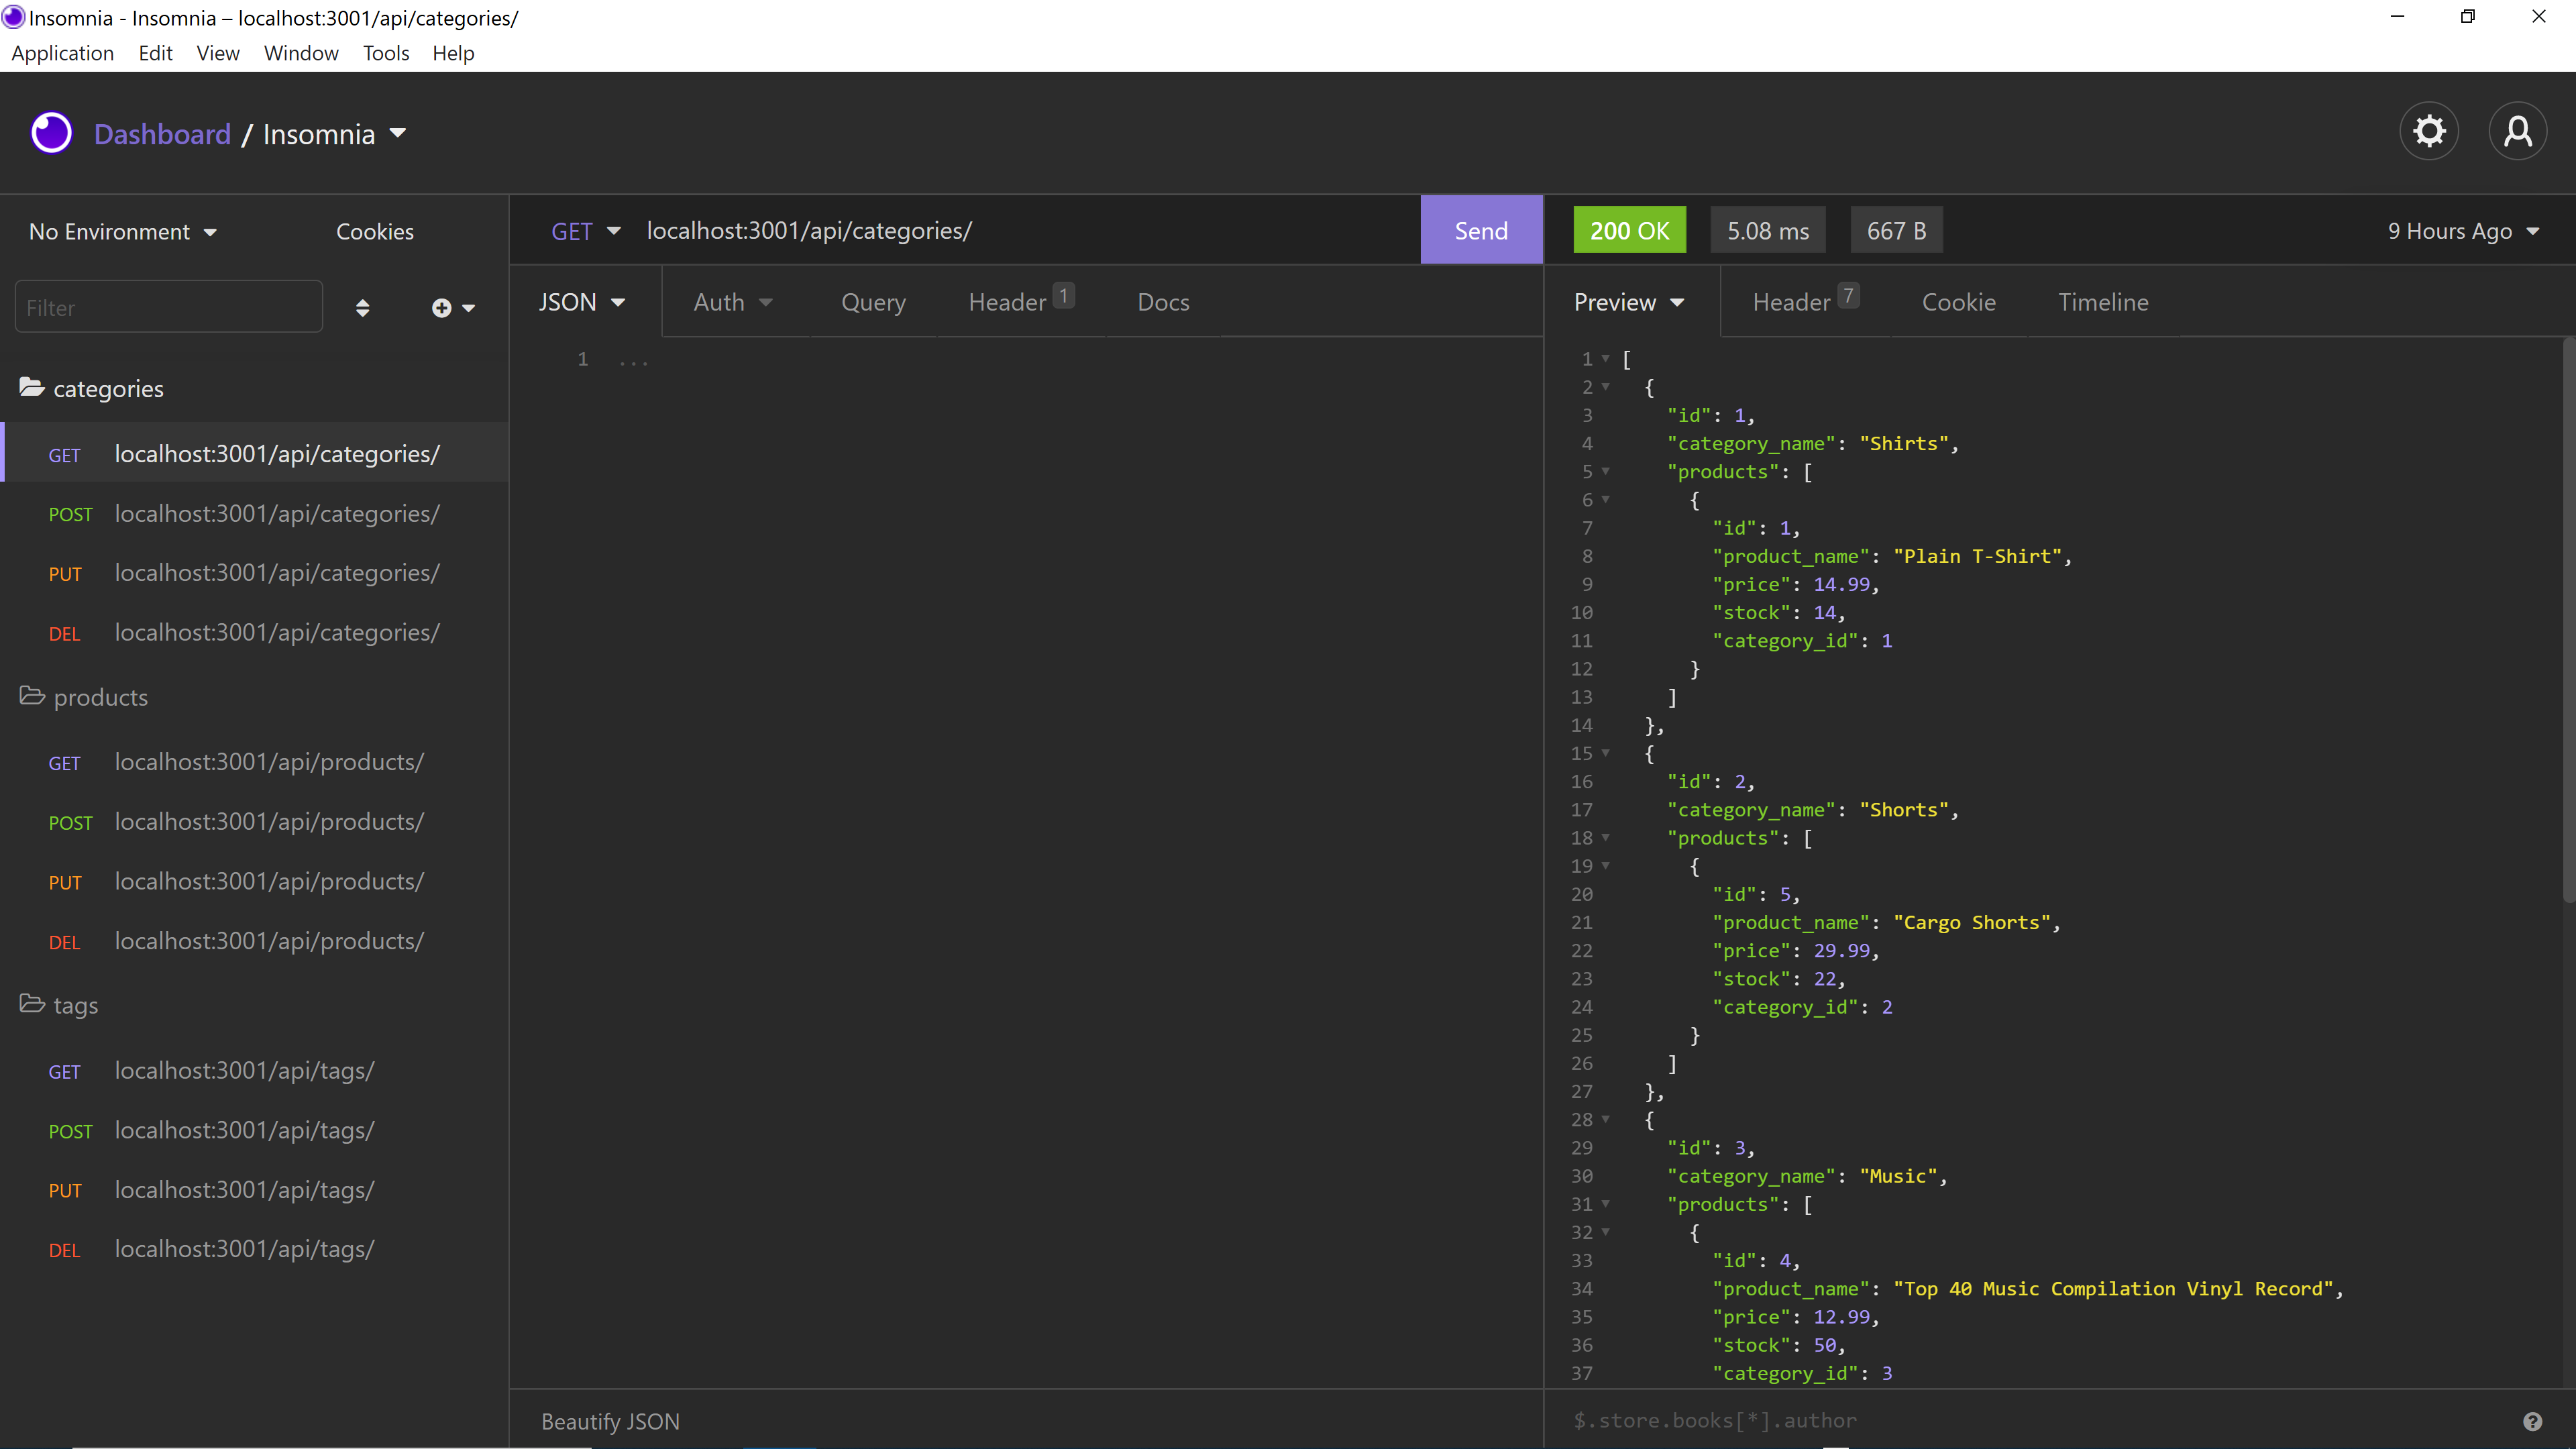 Insomnia - Insomnia – localhost:3001/api/categories/
Application Edit View Window Tools Help
Dashboard / Insomnia
No Environment Cookies
Filter
categories
GET localhost:3001/api/categories/
POST localhost:3001/api/categories/
PUT localhost:3001/api/categories/
DEL localhost:3001/api/categories/
products
GET localhost:3001/api/products/
POST localhost:3001/api/products/
PUT localhost:3001/api/products/
DEL localhost:3001/api/products/
tags
GET localhost:3001/api/tags/
POST localhost:3001/api/tags/
PUT localhost:3001/api/tags/
DEL localhost:3001/api/tags/
GET localhost:3001/api/categories/ Send
JSON Auth Query Header 1 Docs
1 ...
Beautify JSON
200 OK 5.08 ms 667 B 9 Hours Ago
Preview Header 7 Cookie Timeline
1 [
2 {
3 "id": 1,
4 "category_name": "Shirts",
5 "products": [
6 {
7 "id": 1,
8 "product_name": "Plain T-Shirt",
9 "price": 14.99,
10 "stock": 14,
11 "category_id": 1
12 }
13 ]
14 },
15 {
16 "id": 2,
17 "category_name": "Shorts",
18 "products": [
19 {
20 "id": 5,
21 "product_name": "Cargo Shorts",
22 "price": 29.99,
23 "stock": 22,
24 "category_id": 2
25 }
26 ]
27 },
28 {
29 "id": 3,
30 "category_name": "Music",
31 "products": [
32 {
33 "id": 4,
34 "product_name": "Top 40 Music Compilation Vinyl Record",
35 "price": 12.99,
36 "stock": 50,
37 "category_id": 3
$.store.books[*].author